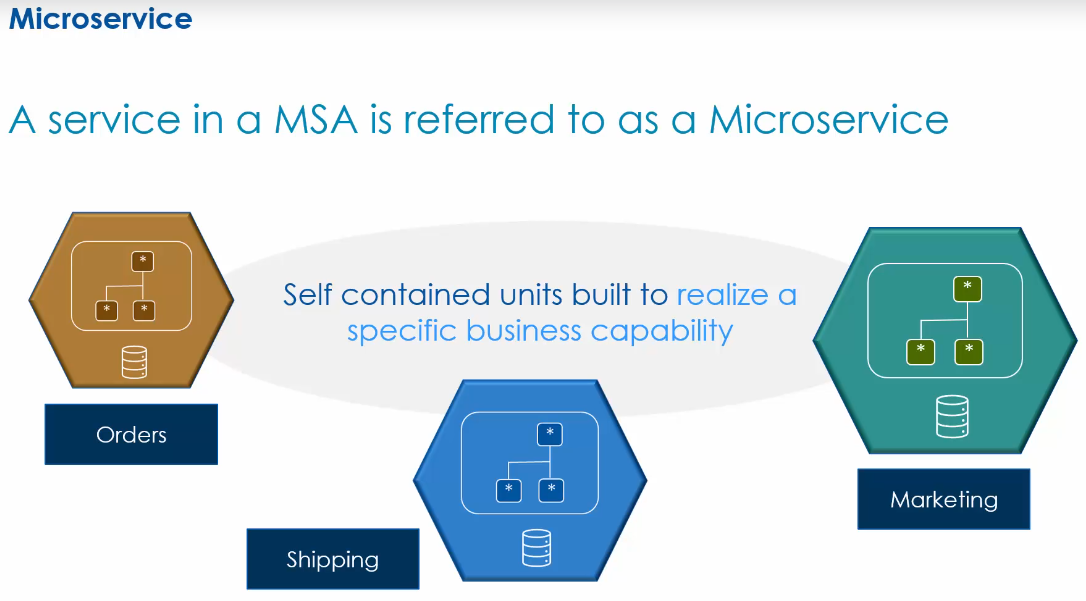 Microservice
A service in a MSA is referred to as a Microservice
Self contained units built to realize a
specific business capability
*
* *
*
* *
*
* *
Orders
Marketing
Shipping